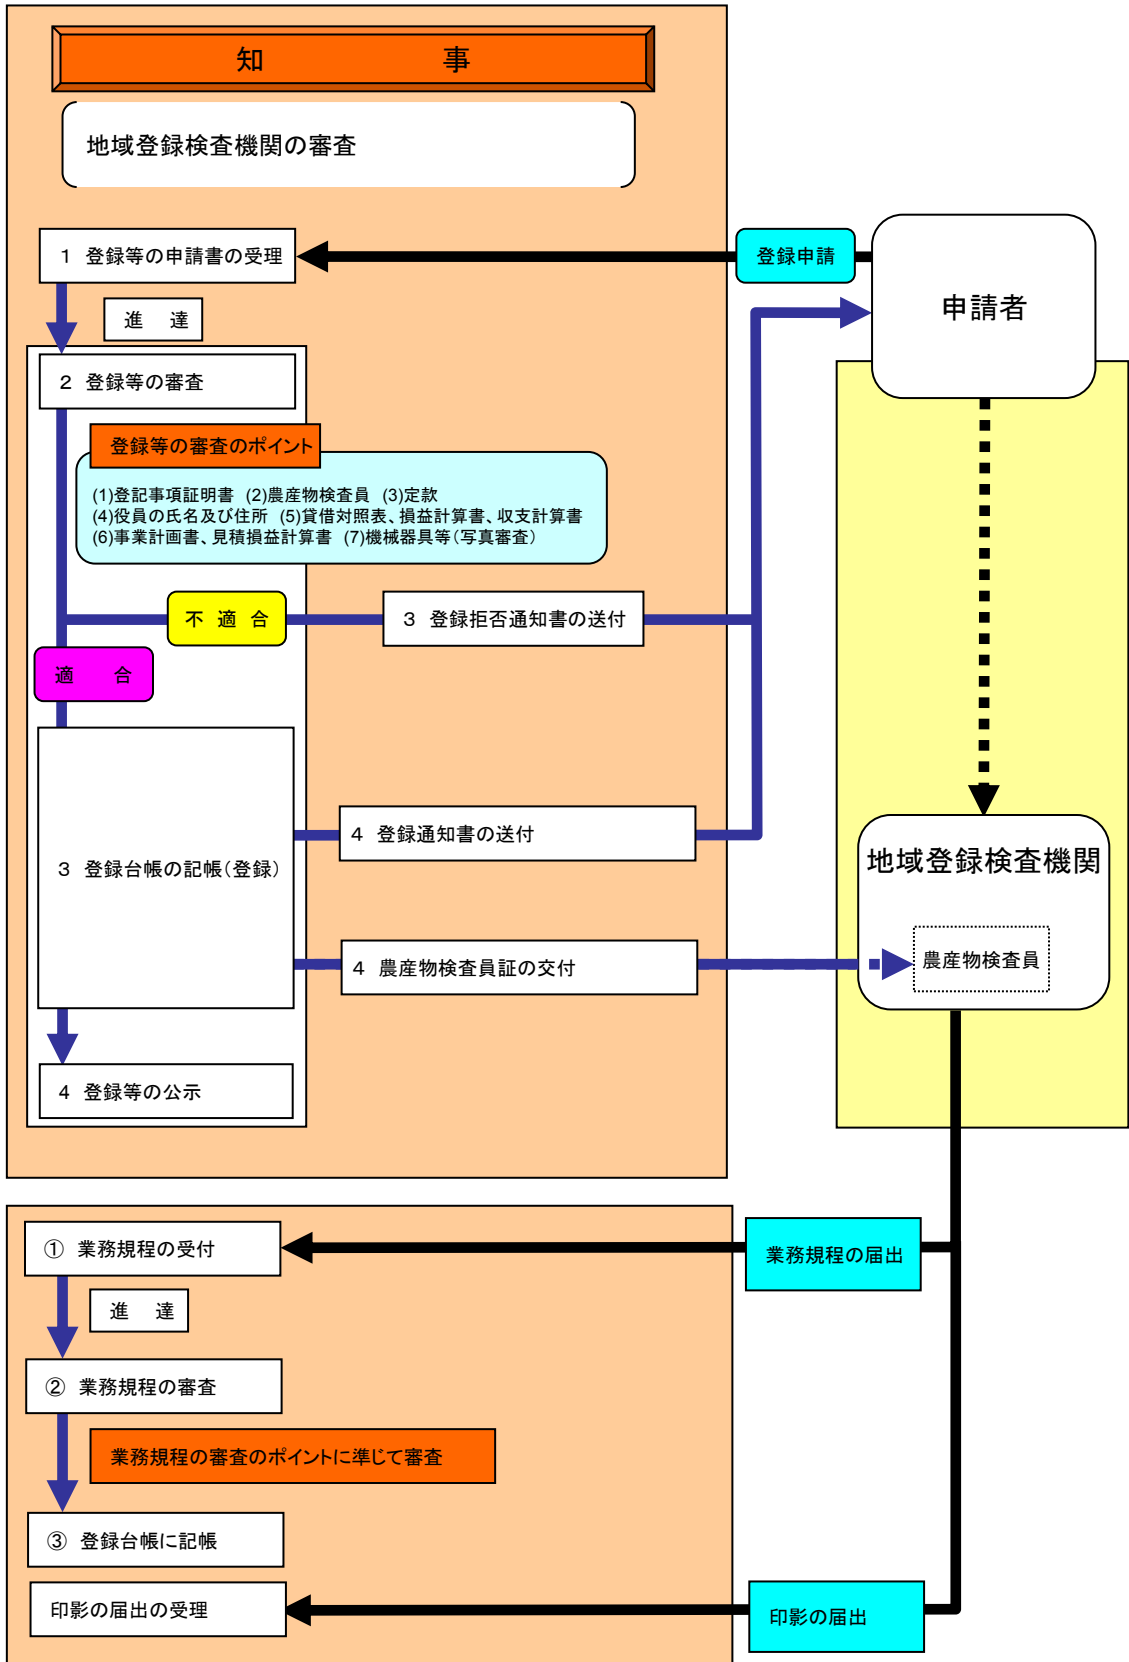 知　事
地域登録検査機関の審査
１　登録等の申請書の受理
登録申請
申請者
進　達
２　登録等の審査
登録等の審査のポイント
(1)登記事項証明書　(2)農産物検査員　(3)定款
(4)役員の氏名及び住所　(5)貸借対照表、損益計算書、収支計算書
(6)事業計画書、見積損益計算書　(7)機械器具等（写真審査）
不　適　合
３　登録拒否通知書の送付
適　合
４　登録通知書の送付
３　登録台帳の記帳（登録）
地域登録検査機関
４　農産物検査員証の交付
農産物検査員
４　登録等の公示
①　業務規程の受付
業務規程の届出
進　達
②　業務規程の審査
業務規程の審査のポイントに準じて審査
③　登録台帳に記帳
印影の届出の受理
印影の届出